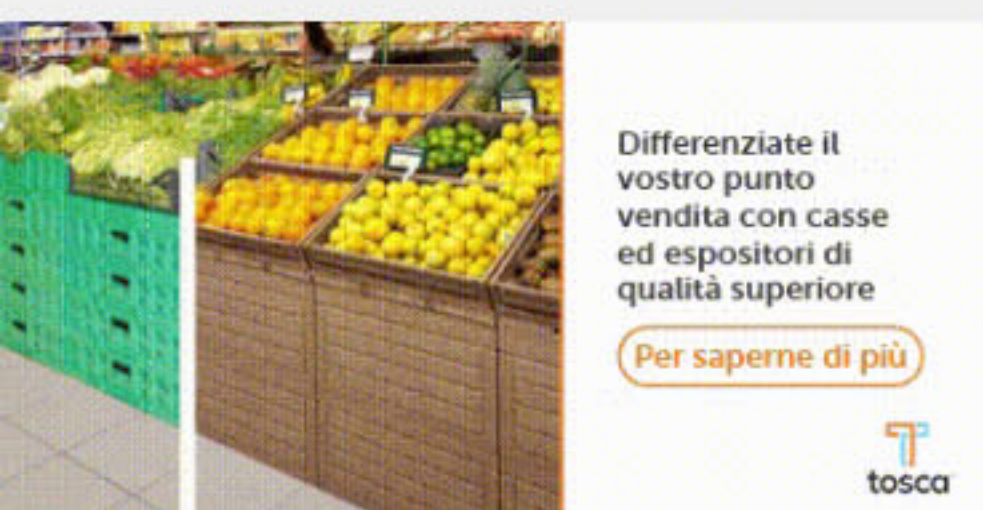 Differenziate il
vostro punto
vendita con casse
ed espositori di
qualità superiore
Per saperne di più
tosca